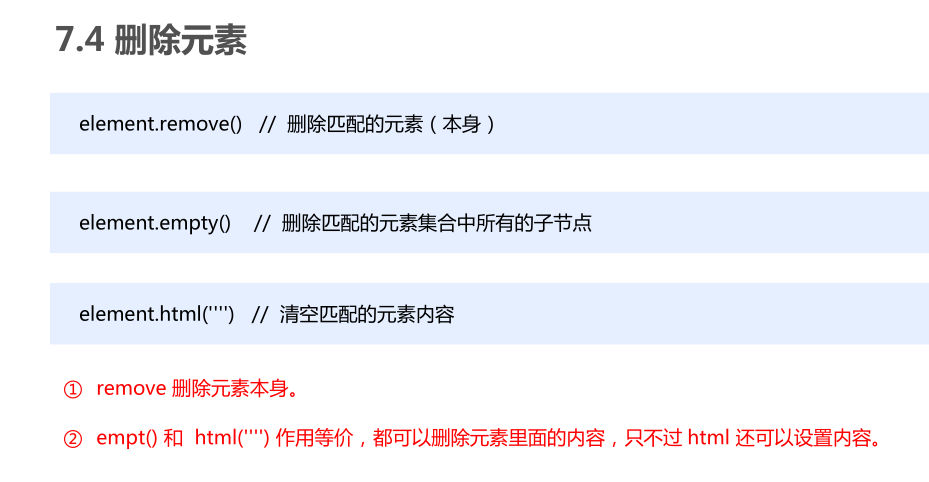 7.4 删除元素
element.remove() // 删除匹配的元素（本身）
element.empty() // 删除匹配的元素集合中所有的子节点
element.html('''') // 清空匹配的元素内容
① remove 删除元素本身。
② empt() 和 html('''') 作用等价，都可以删除元素里面的内容，只不过 html 还可以设置内容。